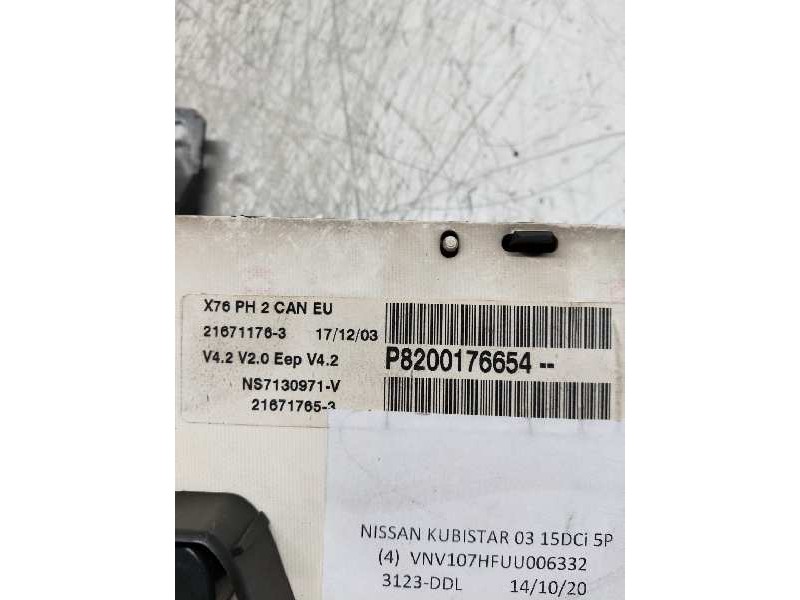 X76 PH 2 CAN EU
21671176-3 17/12/03
V4.2 V2.0 Eep V4.2
P8200176654 --
NS7130971-V
21671765-3
NISSAN KUBISTAR 03 15DCi 5P
(4) VNV107HFUU006332
3123-DDL 14/10/20